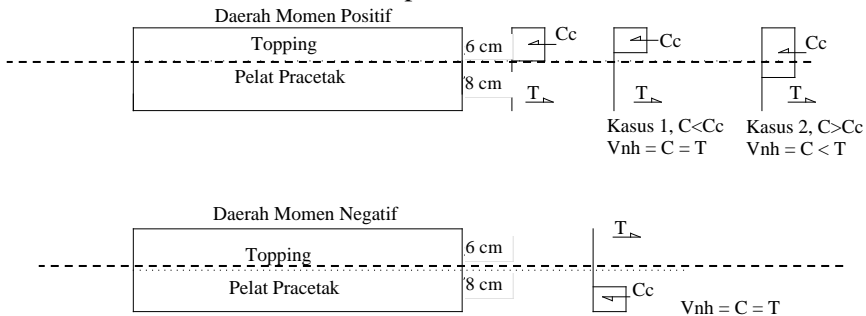 Daerah Momen Positif
Topping
6 cm
Cc
Cc
Cc
Pelat Pracetak
8 cm
T
T
T
Kasus 1, C<Cc
Vnh = C = T
Kasus 2, C>Cc
Vnh = C < T
Daerah Momen Negatif
Topping
6 cm
T
Pelat Pracetak
8 cm
Cc
Vnh = C = T